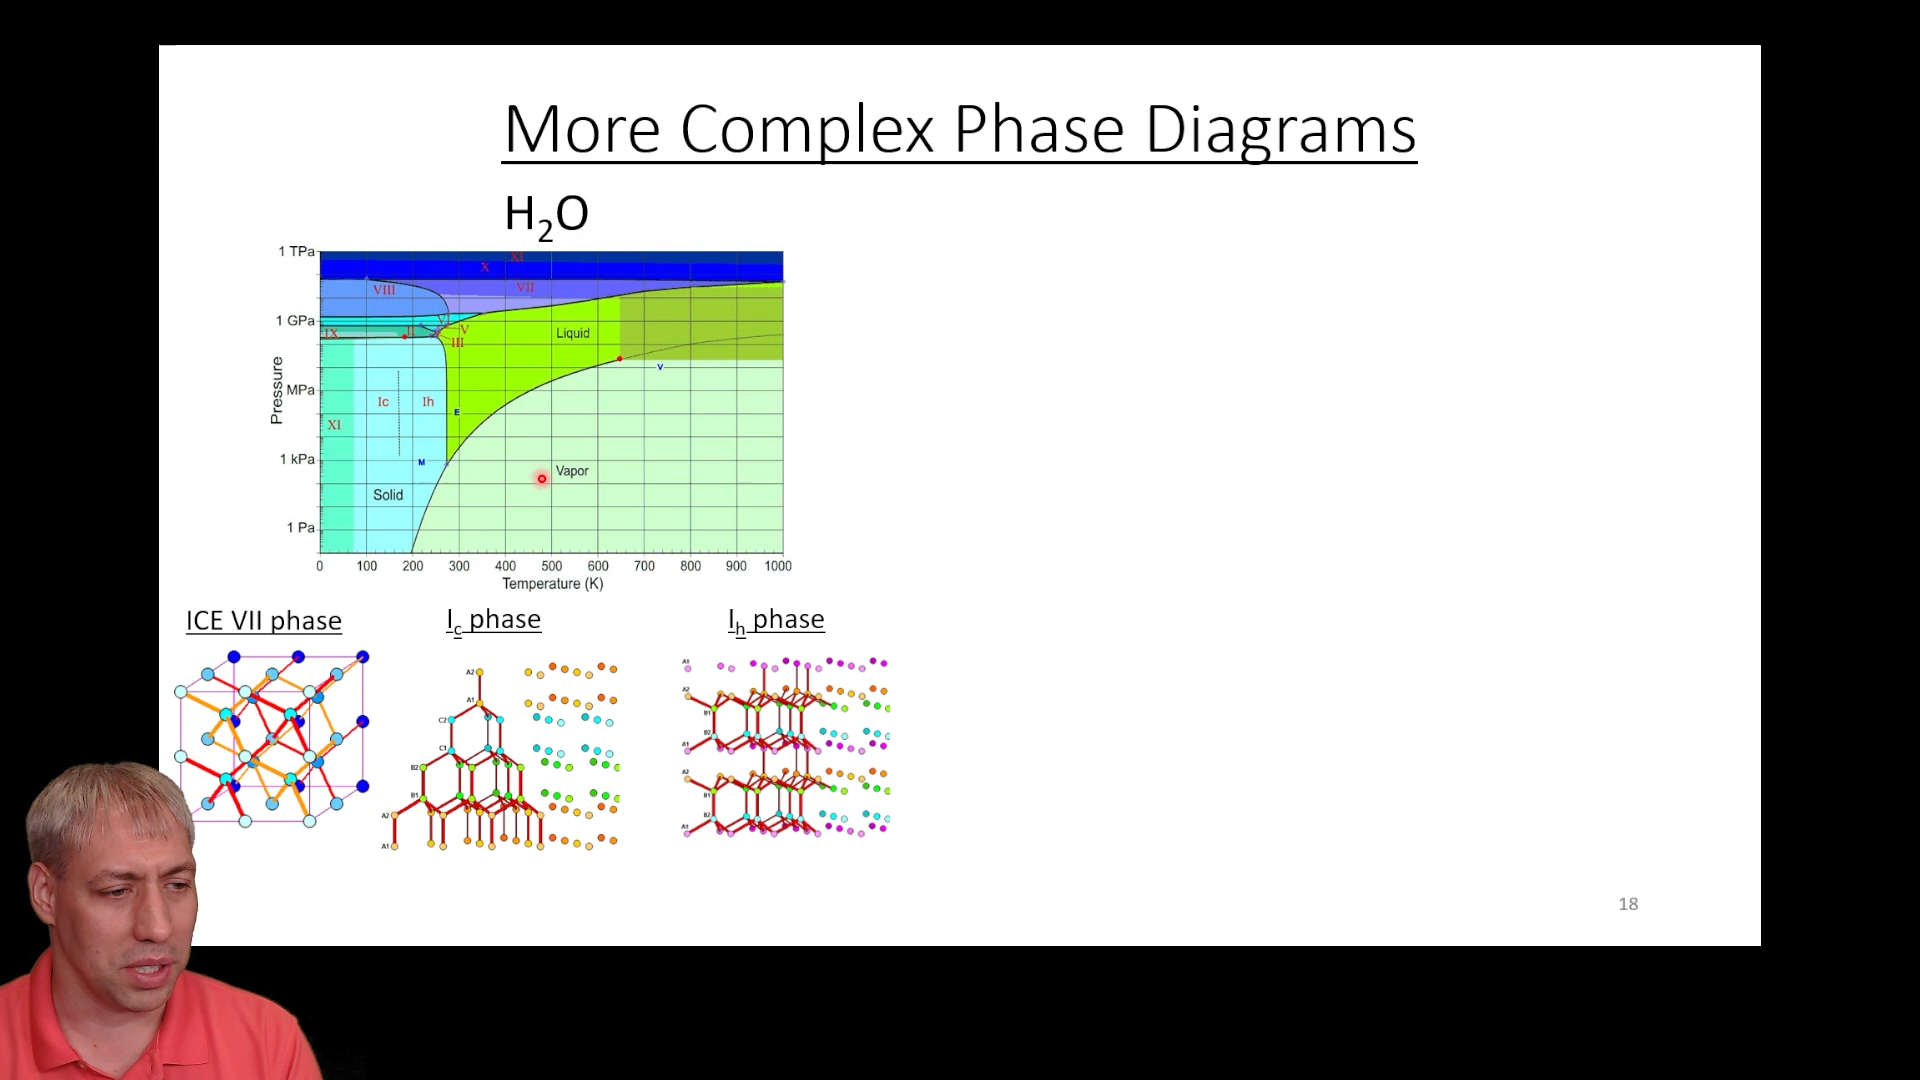 More Complex Phase Diagrams
H2O
1 TPa
XI
X
VIII
VII
1 GPa
IX
II
V
III
Liquid
V
Pressure
MPa
Ic
Ih
E
XI
1 kPa
M
Vapor
Solid
1 Pa
0 100 200 300 400 500 600 700 800 900 1000
Temperature (K)
ICE VII phase
Ic phase
Ih phase
A2
A1
C2
C1
B2
B1
A2
A1
A1
A2
B1
B2
A1
A2
B1
B2
A1
18